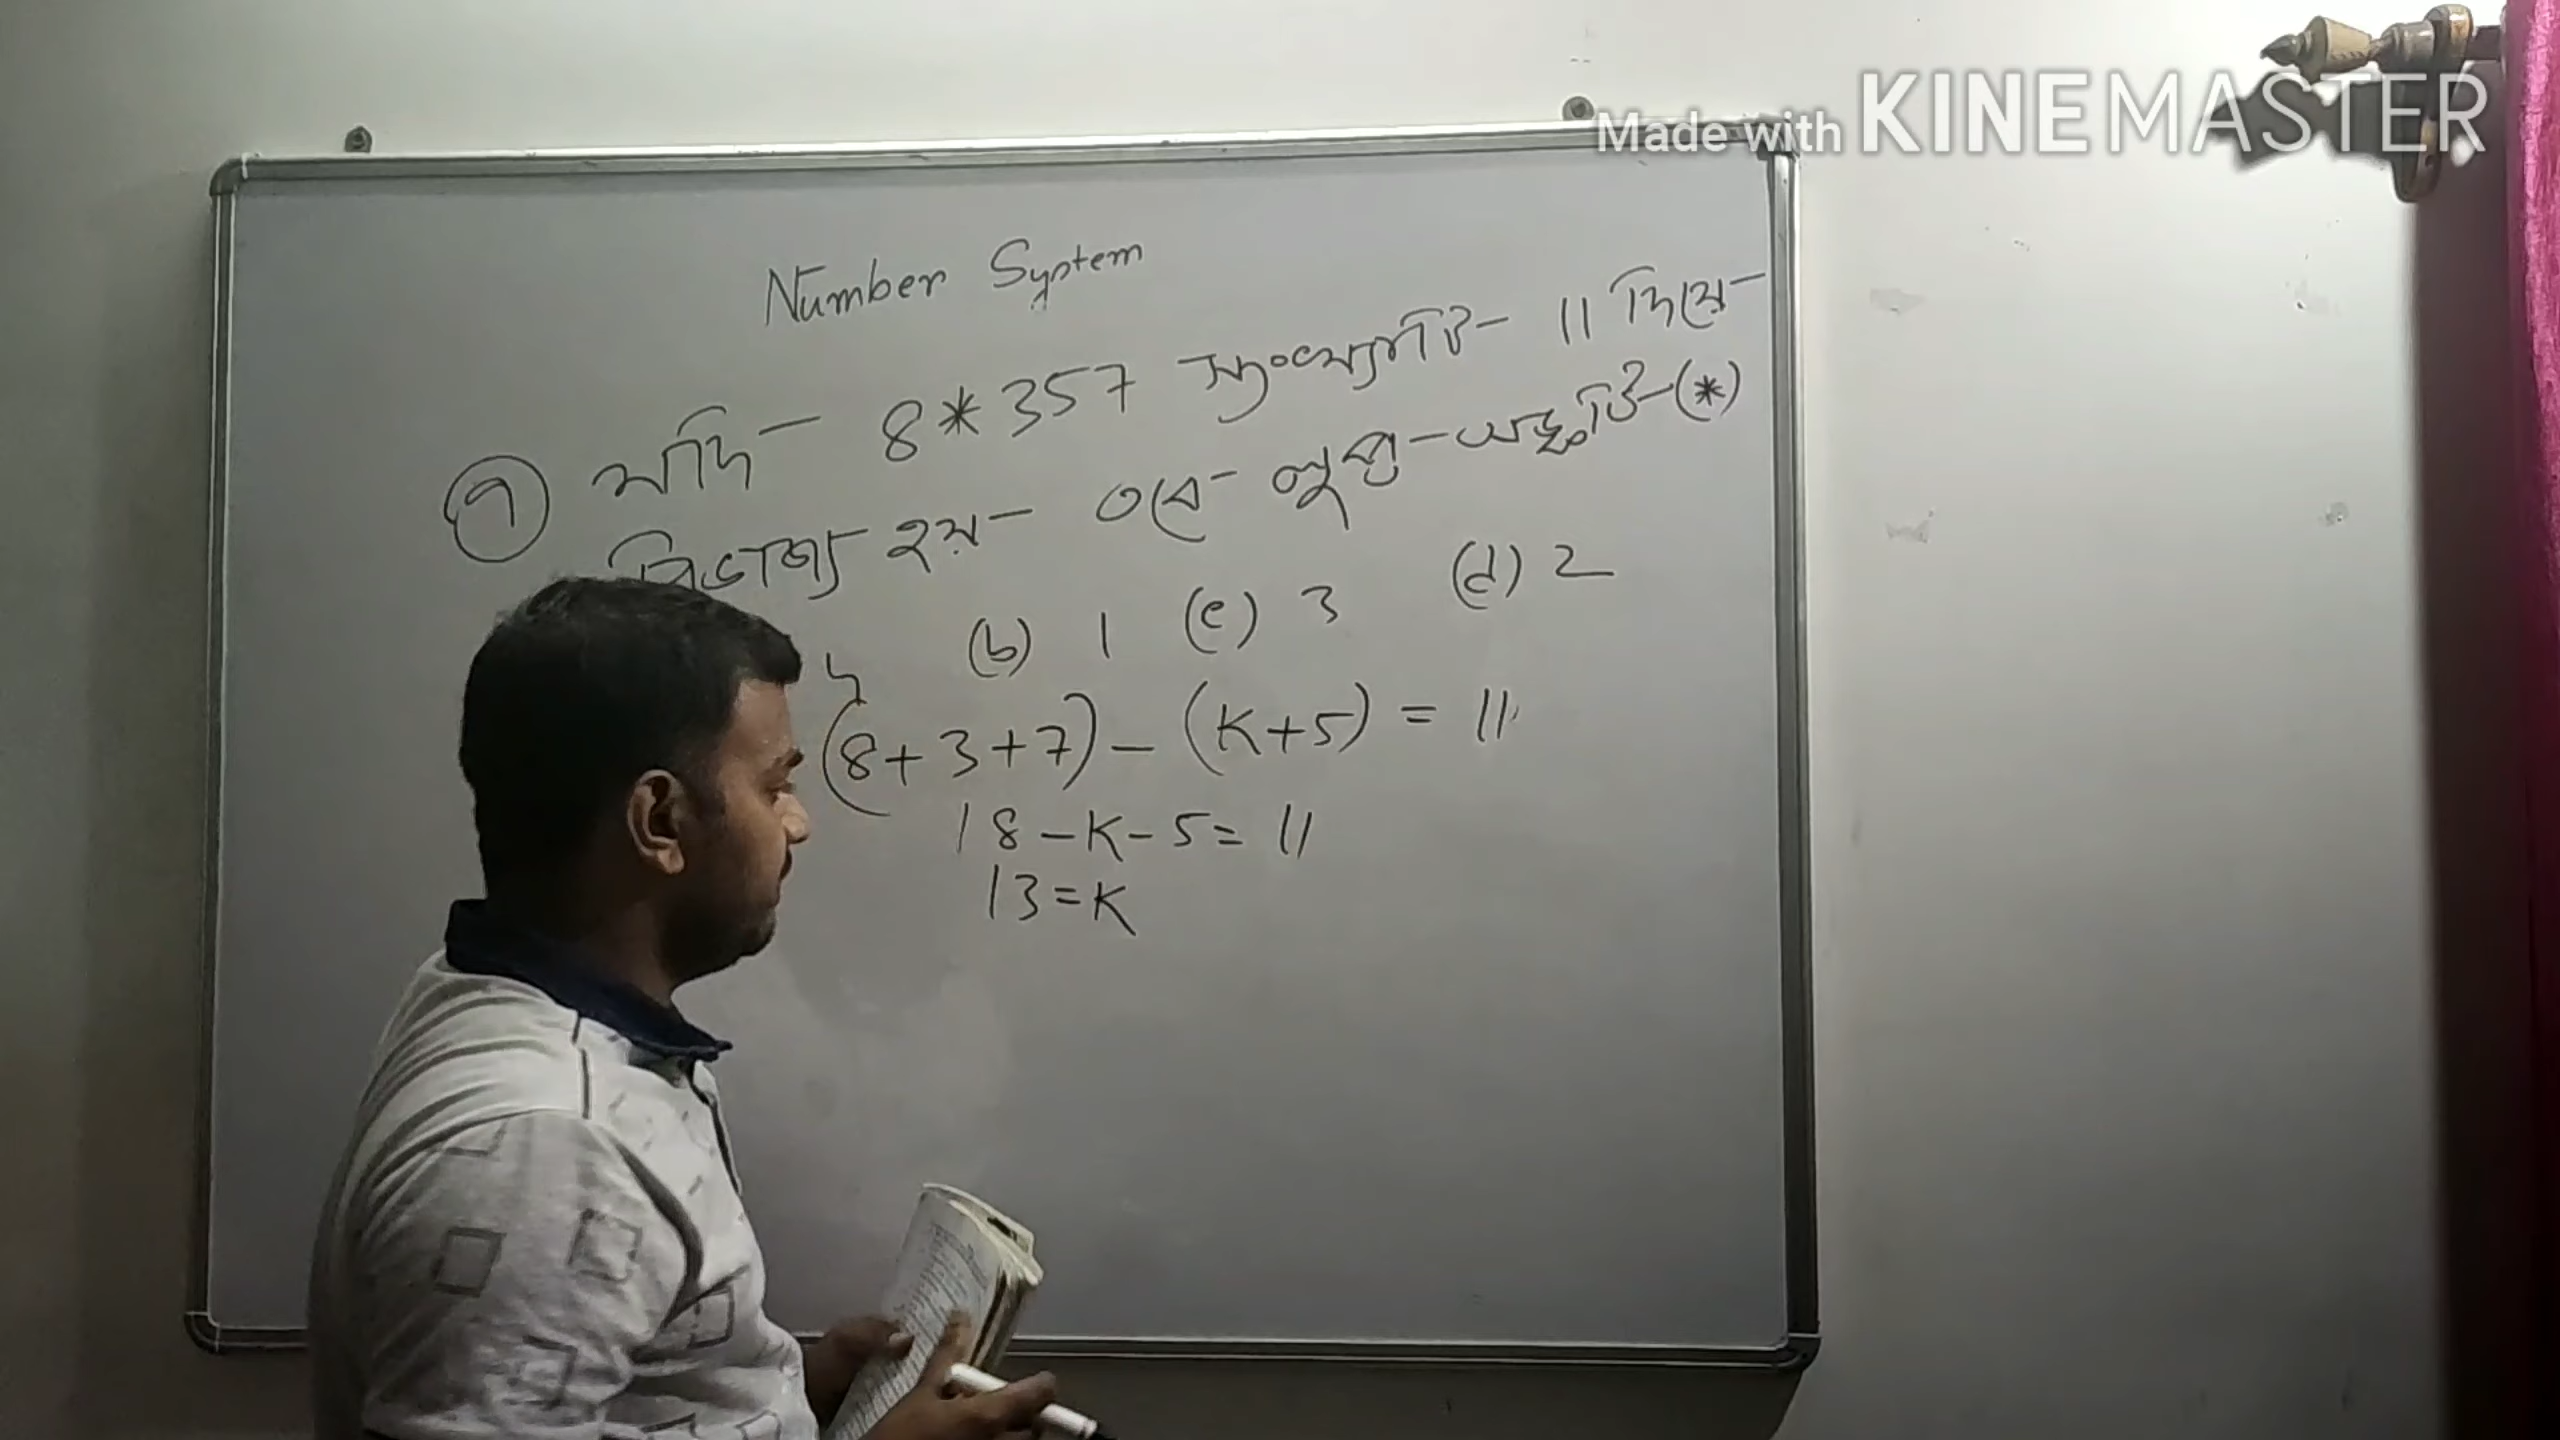 Made with KINEMASTER
Number System
৭ যদি 8*357 সংখ্যাটি 11 দিয়ে
বিভাজ্য হয় তবে লুপ্ত অঙ্কটি (*)
(b) 1 (c) 3 (d) 2
(8+3+7) - (K+5) = 11
18-K-5=11
13=K